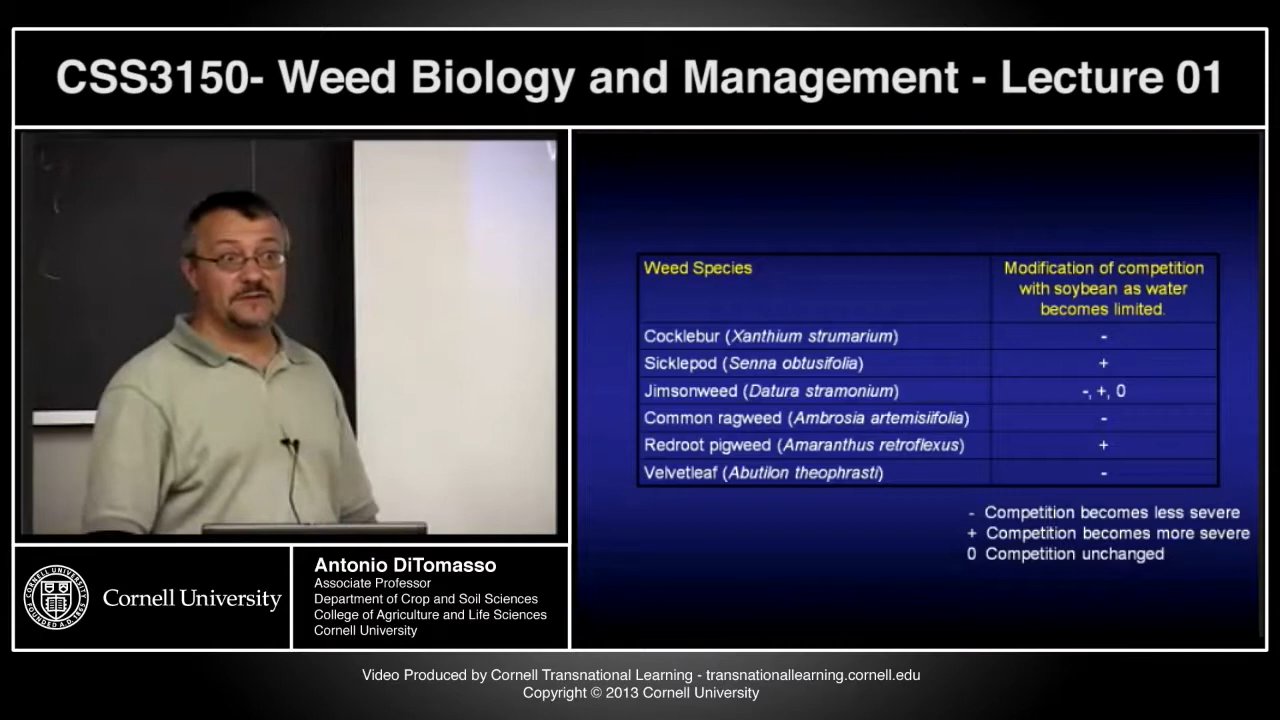 CSS3150- Weed Biology and Management - Lecture 01
Weed Species
Modification of competition
with soybean as water
becomes limited.
Cocklebur (Xanthium strumarium) -
Sicklepod (Senna obtusifolia) +
Jimsonweed (Datura stramonium) -, +, 0
Common ragweed (Ambrosia artemisiifolia) -
Redroot pigweed (Amaranthus retroflexus) +
Velvetleaf (Abutilon theophrasti) -
- Competition becomes less severe
+ Competition becomes more severe
0 Competition unchanged
Cornell University
Antonio DiTomasso
Associate Professor
Department of Crop and Soil Sciences
College of Agriculture and Life Sciences
Cornell University
Video Produced by Cornell Transnational Learning - transnationallearning.cornell.edu
Copyright © 2013 Cornell University